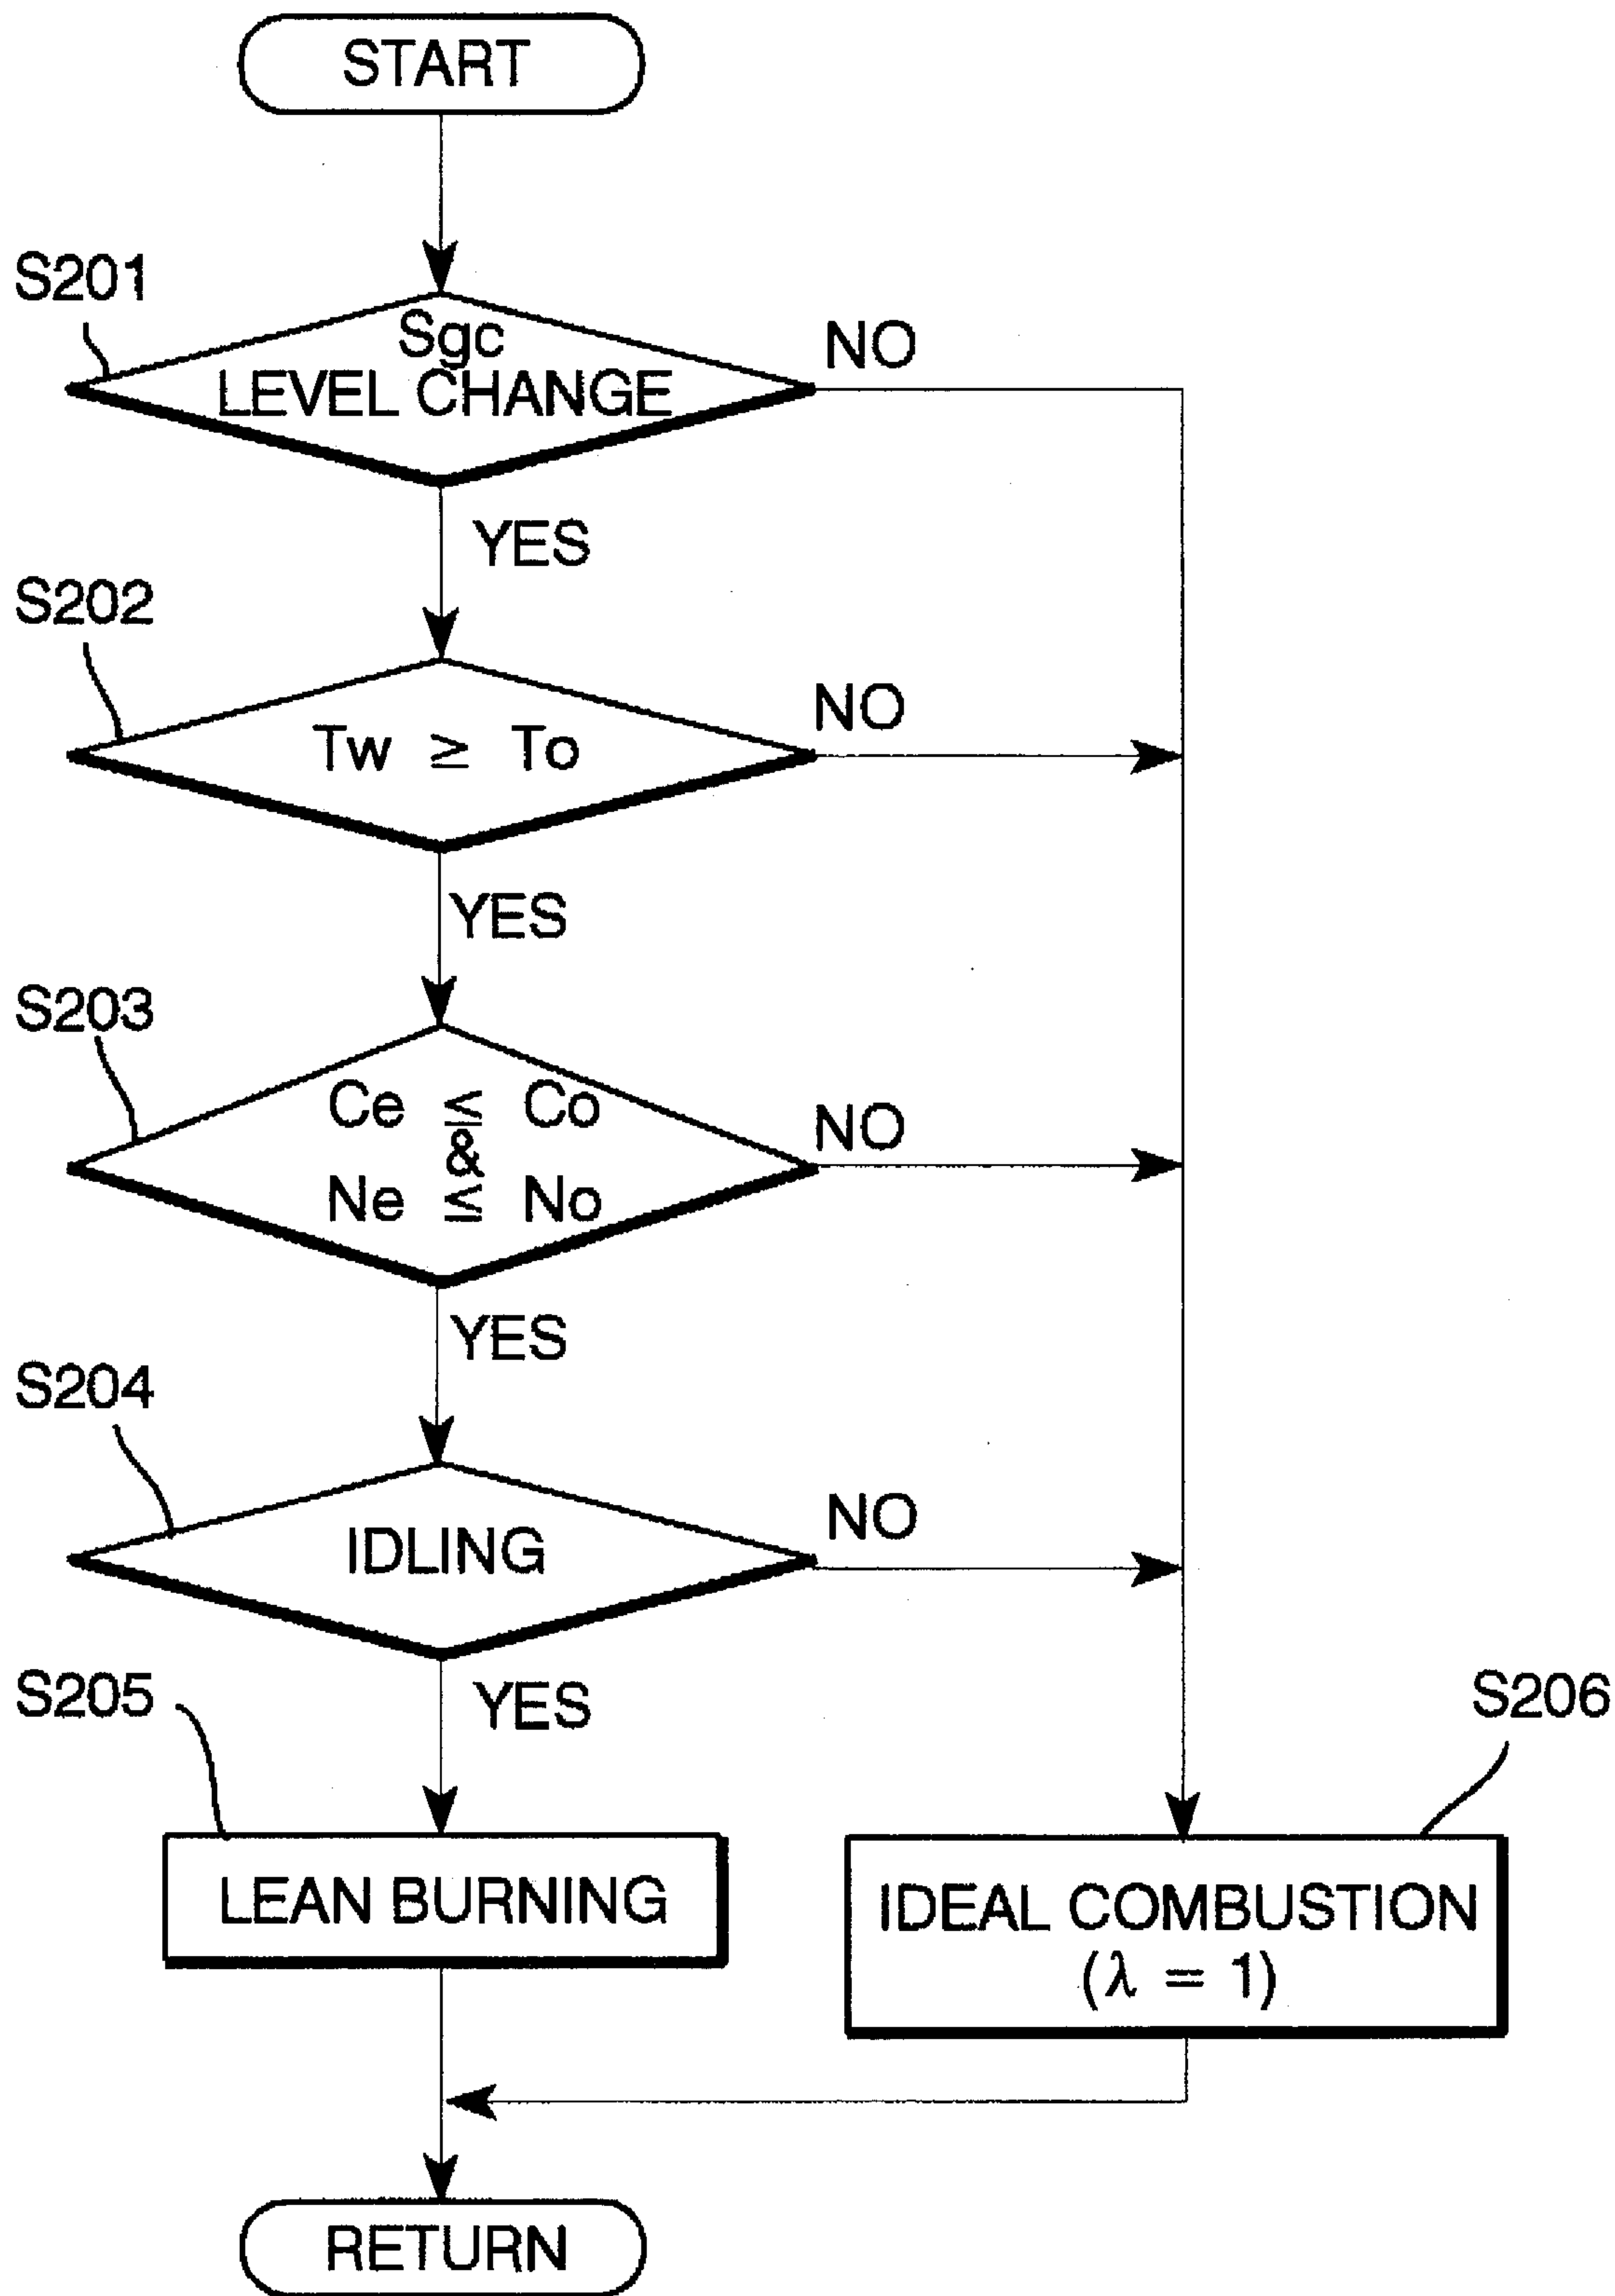 START
S201
Sgc
LEVEL CHANGE
NO
YES
S202
Tw ≥ To
NO
YES
S203
Ce ≤ Co
&
Ne ≤ No
NO
YES
S204
IDLING
NO
YES
S205
S206
LEAN BURNING
IDEAL COMBUSTION
(λ = 1)
RETURN